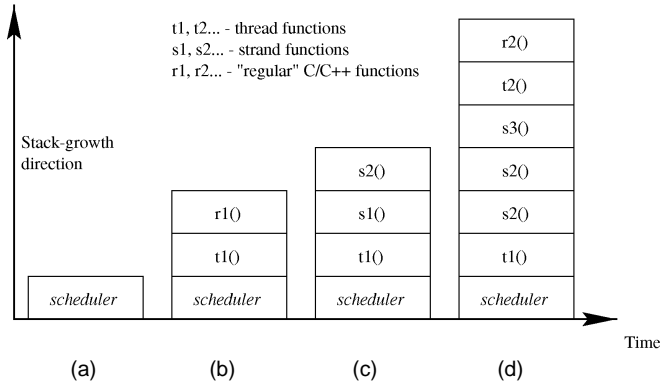 t1, t2... - thread functions
s1, s2... - strand functions
r1, r2... - "regular" C/C++ functions
Stack-growth
direction
scheduler
r1()
t1()
scheduler
s2()
s1()
t1()
scheduler
r2()
t2()
s3()
s2()
s2()
t1()
scheduler
Time
(a)
(b)
(c)
(d)